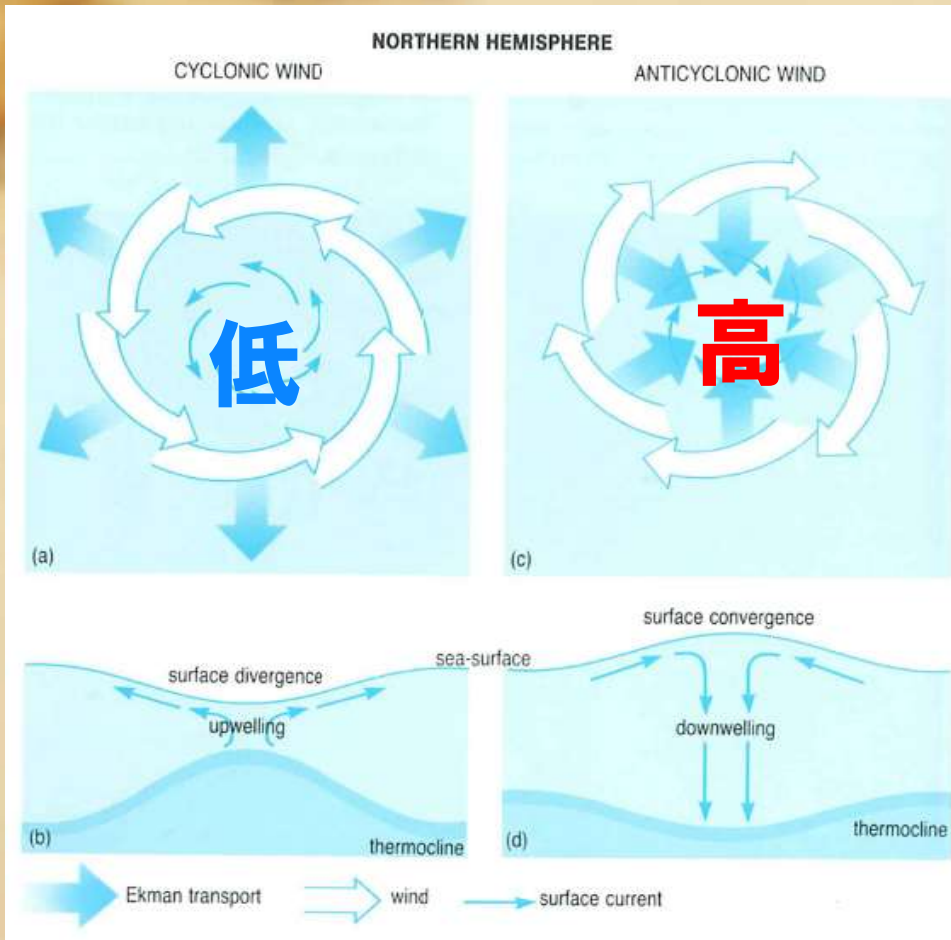 NORTHERN HEMISPHERE
CYCLONIC WIND
ANTICYCLONIC WIND
低
高
(a)
(c)
surface convergence
sea-surface
surface divergence
upwelling
downwelling
(b)
thermocline
(d)
thermocline
Ekman transport
wind
surface current